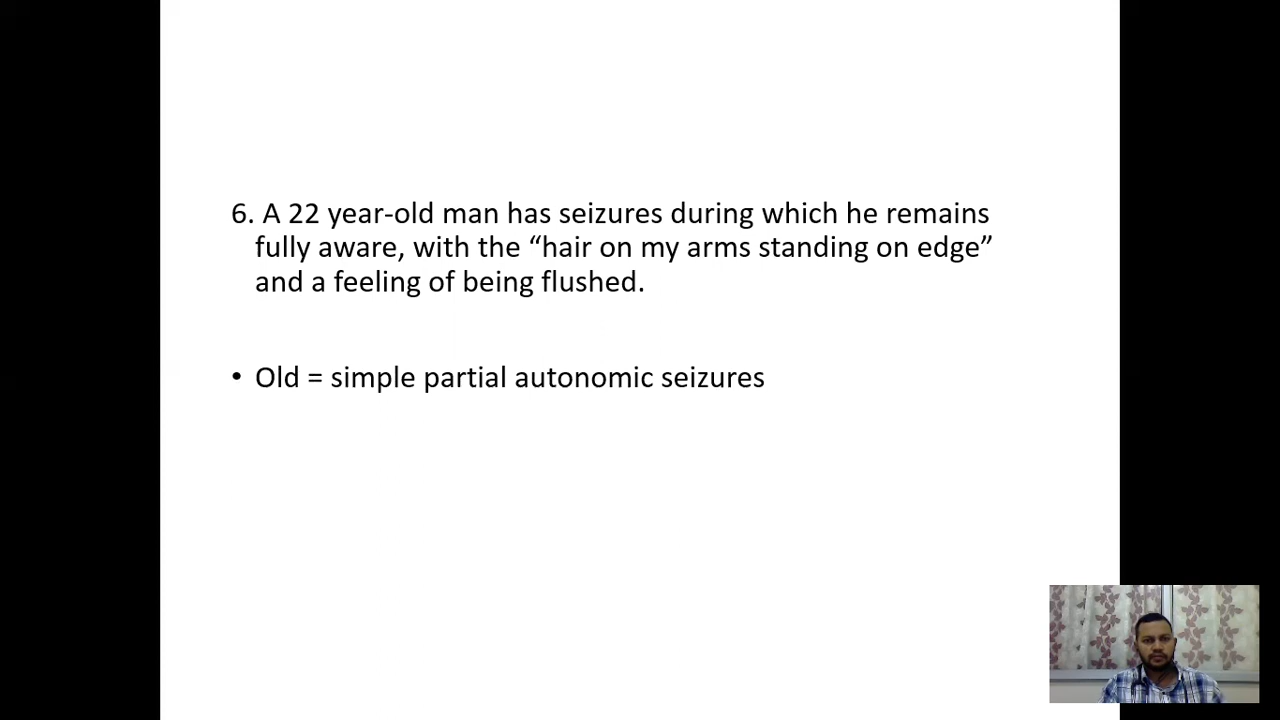 6. A 22 year-old man has seizures during which he remains
fully aware, with the “hair on my arms standing on edge”
and a feeling of being flushed.
• Old = simple partial autonomic seizures